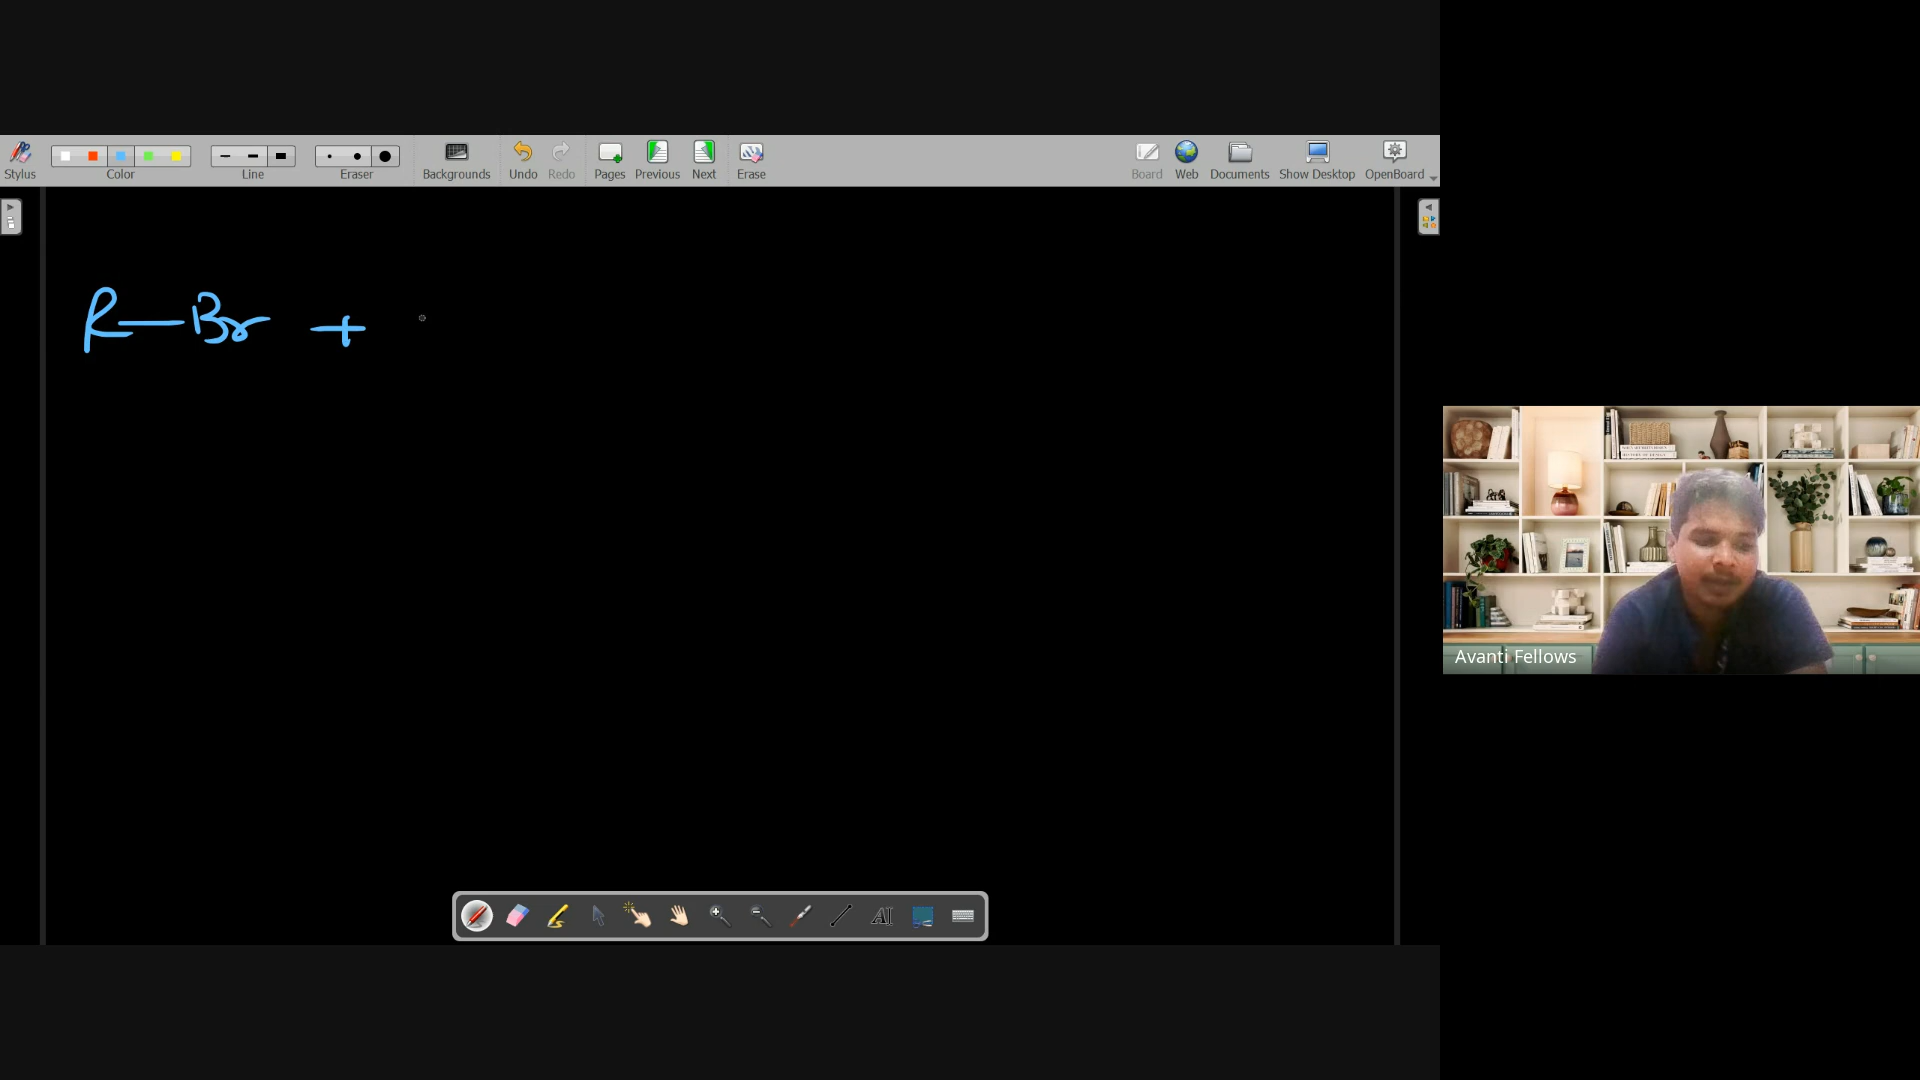 Stylus Color Line Eraser Backgrounds Undo Redo Pages Previous Next Erase Board Web Documents Show Desktop OpenBoard
R—Br +
AI
Avanti Fellows